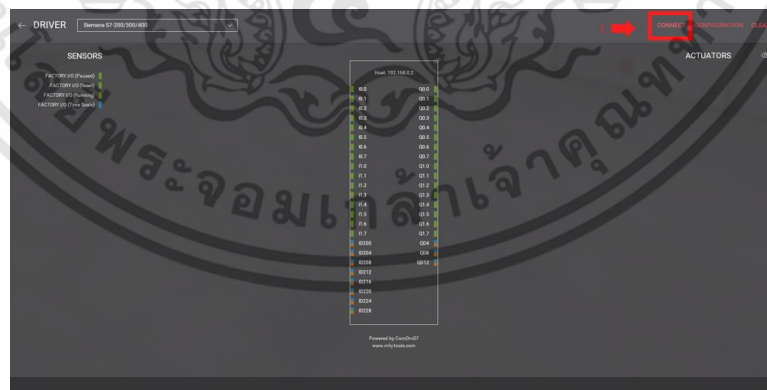 ← DRIVER Siemens S7-200/300/400
CONNECT CONFIGURATION CLEA
SENSORS
ACTUATORS
FACTORY I/O (Paused)
FACTORY I/O (Reset)
FACTORY I/O (Running)
FACTORY I/O (Time Scale)
Host: 192.168.0.2
I0.0 Q0.0
I0.1 Q0.1
I0.2 Q0.2
I0.3 Q0.3
I0.4 Q0.4
I0.5 Q0.5
I0.6 Q0.6
I0.7 Q0.7
I1.0 Q1.0
I1.1 Q1.1
I1.2 Q1.2
I1.3 Q1.3
I1.4 Q1.4
I1.5 Q1.5
I1.6 Q1.6
I1.7 Q1.7
ID200 QD4
ID204 QD8
ID208 QD12
ID212
ID216
ID220
ID224
ID228
Powered by ComDrvS7
www.mhj-tools.com